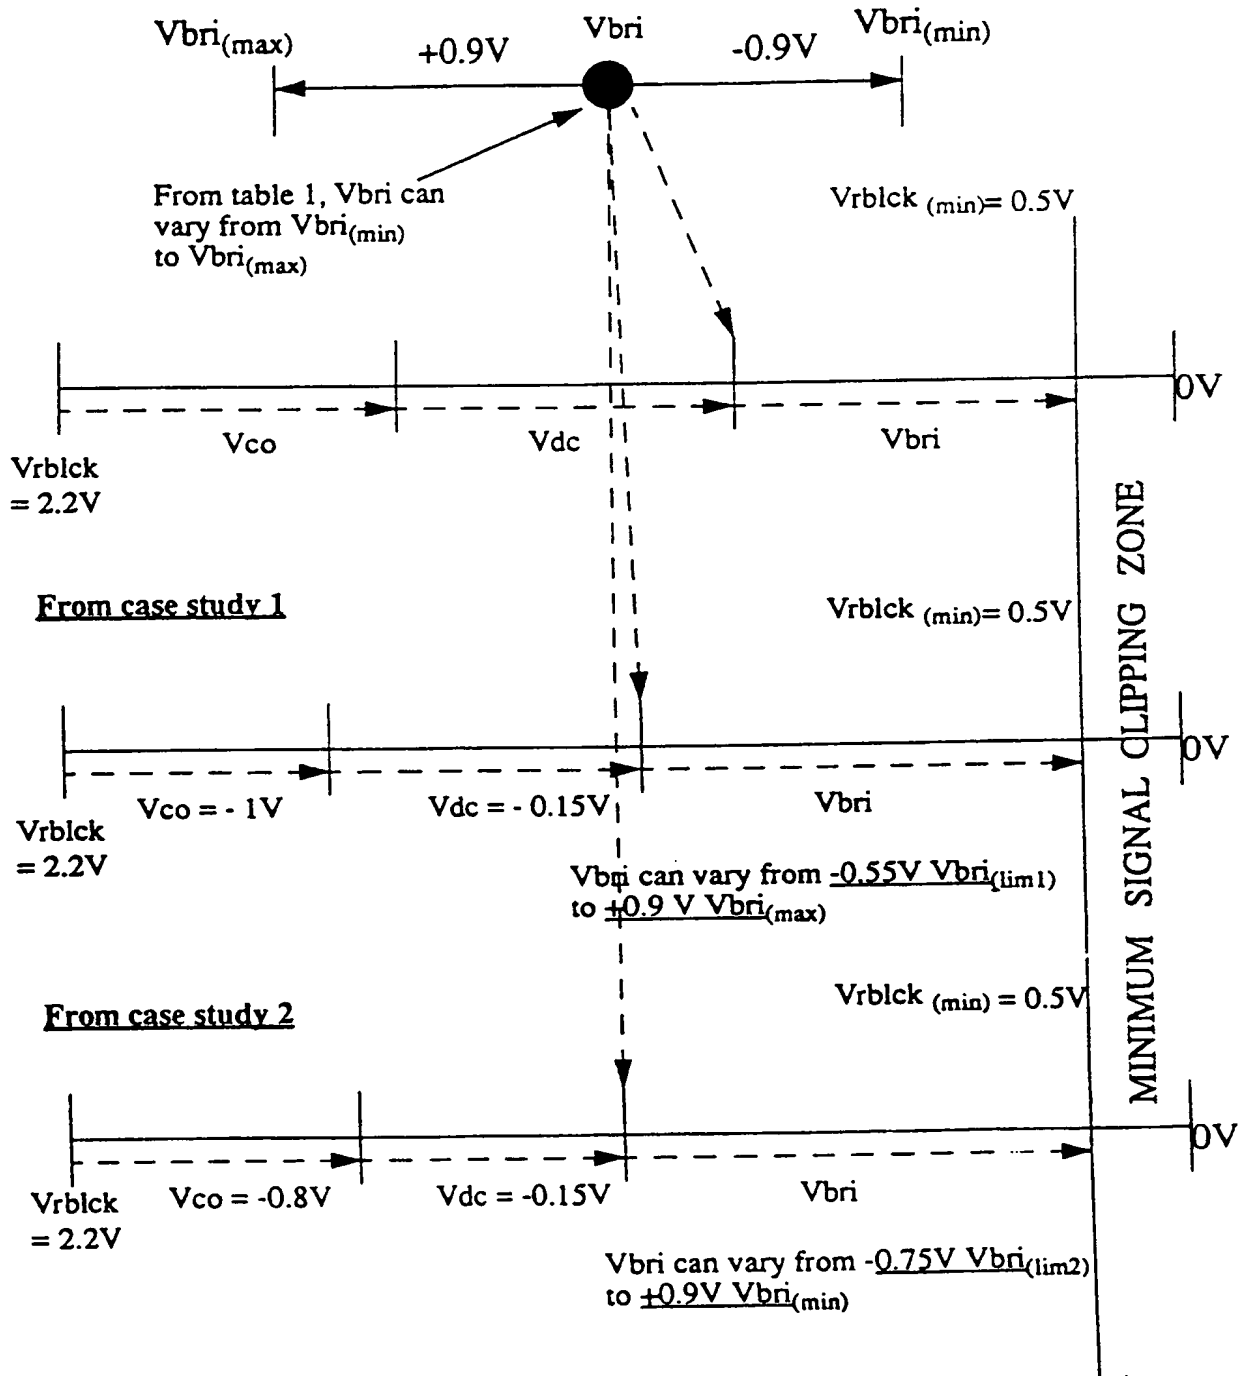 Vbri(max)
+0.9V
Vbri
-0.9V
Vbri(min)
From table 1, Vbri can
vary from Vbri(min)
to Vbri(max)
Vrblck (min)= 0.5V
0V
Vco
Vdc
Vbri
Vrblck
= 2.2V
From case study 1
Vrblck (min)= 0.5V
MINIMUM SIGNAL CLIPPING ZONE
0V
Vco = - 1V
Vdc = - 0.15V
Vbri
Vrblck
= 2.2V
Vbri can vary from -0.55V Vbri(lim1)
to +0.9 V Vbri(max)
From case study 2
Vrblck (min) = 0.5V
0V
Vco = -0.8V
Vdc = -0.15V
Vbri
Vrblck
= 2.2V
Vbri can vary from -0.75V Vbri(lim2)
to +0.9V Vbri(min)